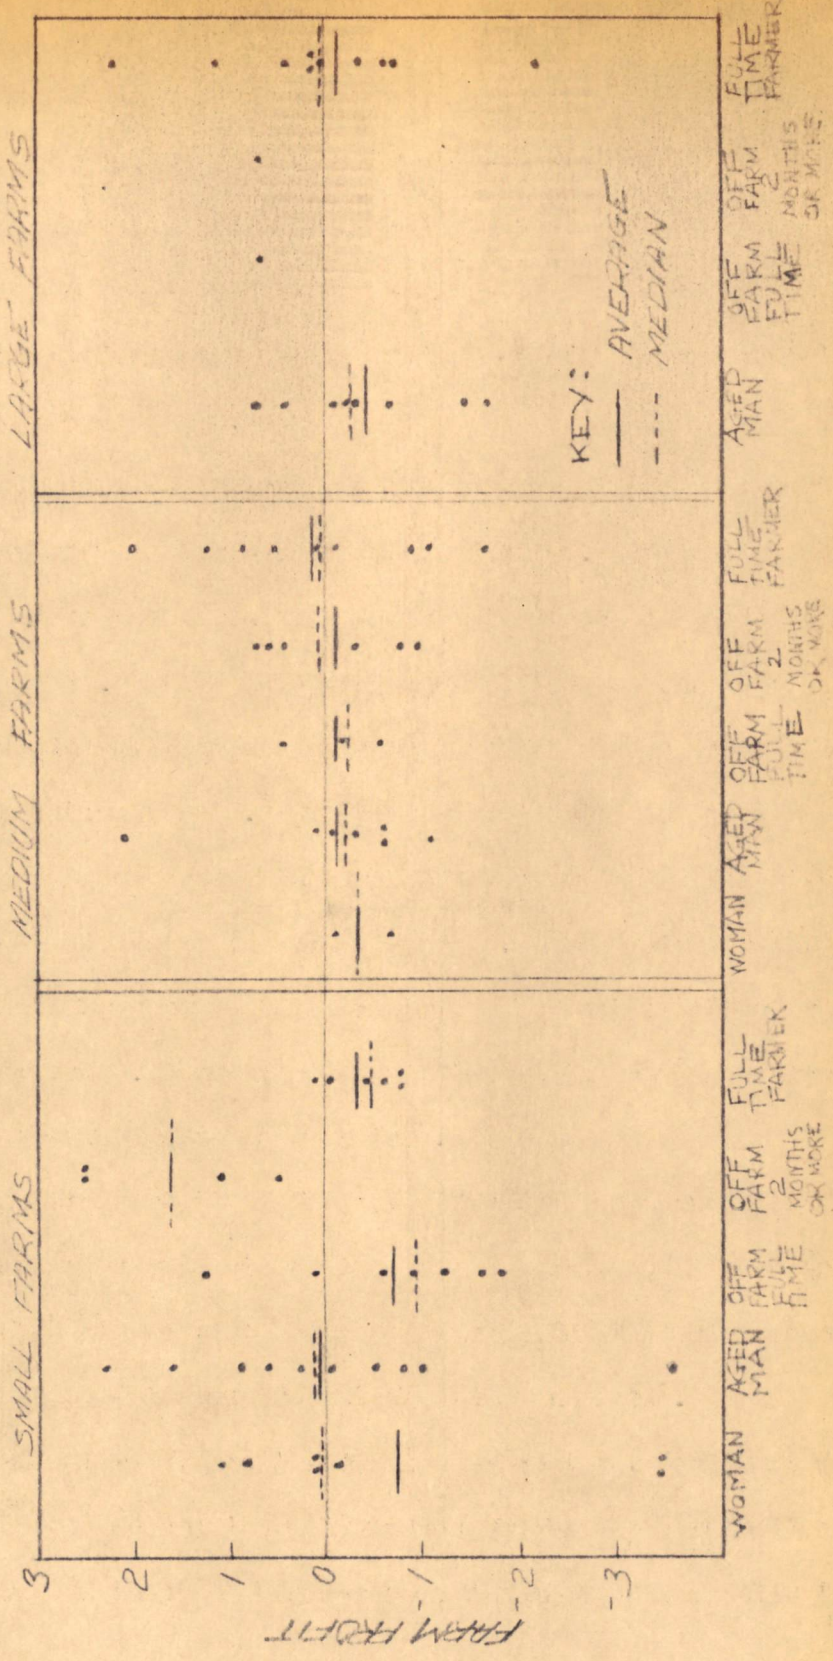 SMALL FARMS
MEDIUM FARMS
LARGE FARMS
FARM PROFIT
3
2
1
0
-1
-2
-3
KEY:
AVERAGE
MEDIAN
WOMAN
AGED
MAN
OFF
FARM
FULL
TIME
OFF
FARM
2
MONTHS
OR MORE
FULL
TIME
FARMER
WOMAN
AGED
MAN
OFF
FARM
FULL
TIME
OFF
FARM
2
MONTHS
OR MORE
FULL
TIME
FARMER
AGED
MAN
OFF
FARM
FULL
TIME
OFF
FARM
2
MONTHS
OR MORE
FULL
TIME
FARMER